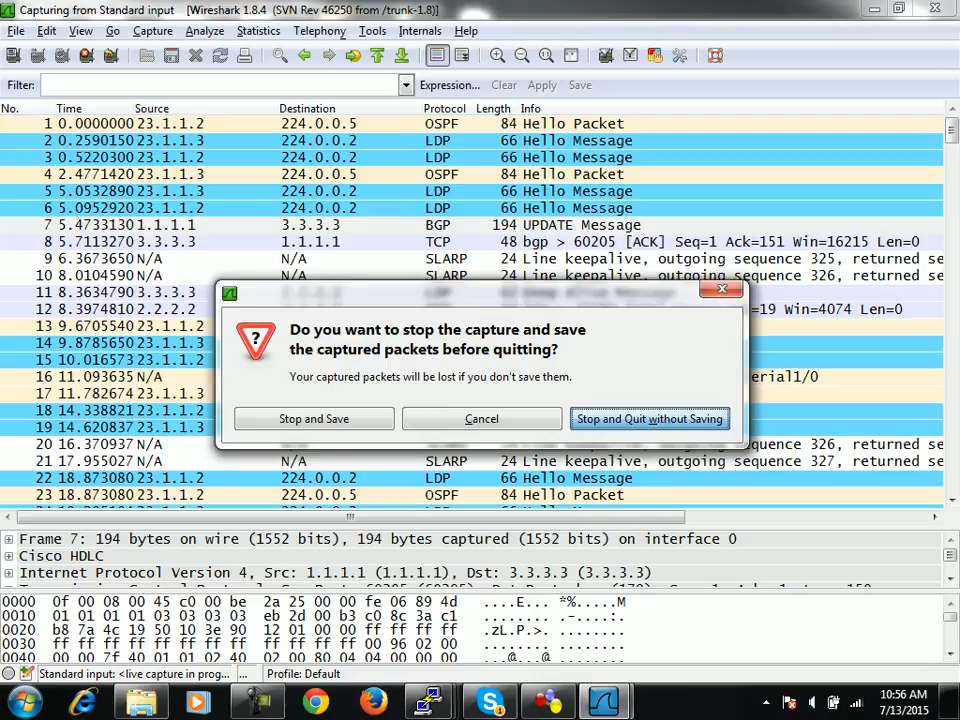 Capturing from Standard input [Wireshark 1.8.4 (SVN Rev 46250 from /trunk-1.8)]
File Edit View Go Capture Analyze Statistics Telephony Tools Internals Help
Filter: Expression... Clear Apply Save
No. Time Source Destination Protocol Length Info
1 0.0000000 23.1.1.2 224.0.0.5 OSPF 84 Hello Packet
2 0.2590150 23.1.1.3 224.0.0.2 LDP 66 Hello Message
3 0.5220300 23.1.1.2 224.0.0.2 LDP 66 Hello Message
4 2.4771420 23.1.1.3 224.0.0.5 OSPF 84 Hello Packet
5 5.0532890 23.1.1.3 224.0.0.2 LDP 66 Hello Message
6 5.0952920 23.1.1.2 224.0.0.2 LDP 66 Hello Message
7 5.4733130 1.1.1.1 3.3.3.3 BGP 194 UPDATE Message
8 5.7113270 3.3.3.3 1.1.1.1 TCP 48 bgp > 60205 [ACK] Seq=1 Ack=151 Win=16215 Len=0
9 6.3673650 N/A N/A SLARP 24 Line keepalive, outgoing sequence 325, returned se
10 8.0104590 N/A N/A SLARP 24 Line keepalive, outgoing sequence 326, returned se
11 8.3634790 3.3.3.3
12 8.3974810 2.2.2.2 =19 Win=4074 Len=0
13 9.6705540 23.1.1.3
14 9.8785650 23.1.1.3
15 10.016573 23.1.1.2
16 11.093635 N/A erial1/0
17 11.782674 23.1.1.3
18 14.338821 23.1.1.2
19 14.620837 23.1.1.3
20 16.370937 N/A N/A SLARP 24 Line keepalive, outgoing sequence 326, returned se
21 17.955027 N/A N/A SLARP 24 Line keepalive, outgoing sequence 327, returned se
22 18.873080 23.1.1.2 224.0.0.2 LDP 66 Hello Message
23 18.873080 23.1.1.2 224.0.0.5 OSPF 84 Hello Packet
Do you want to stop the capture and save
the captured packets before quitting?
Your captured packets will be lost if you don't save them.
Stop and Save Cancel Stop and Quit without Saving
Frame 7: 194 bytes on wire (1552 bits), 194 bytes captured (1552 bits) on interface 0
Cisco HDLC
Internet Protocol Version 4, Src: 1.1.1.1 (1.1.1.1), Dst: 3.3.3.3 (3.3.3.3)
0000 0f 00 08 00 45 c0 00 be 2a 25 00 00 fe 06 89 4d ....E... *%.....M
0010 01 01 01 01 03 03 03 03 eb 2d 00 b3 c0 8c 3a c1 ........ .-....:.
0020 b8 7a 4c 19 50 10 3e 90 12 01 00 00 ff ff ff ff .zL.P.>. ........
0030 ff ff ff ff ff ff ff ff ff ff ff ff 00 96 02 00 ........ ........
0040 00 00 7f 40 01 01 02 40 02 00 80 04 04 00 00 00 ...@...@ ........
Standard input: <live capture in prog... ... Profile: Default
10:56 AM
7/13/2015